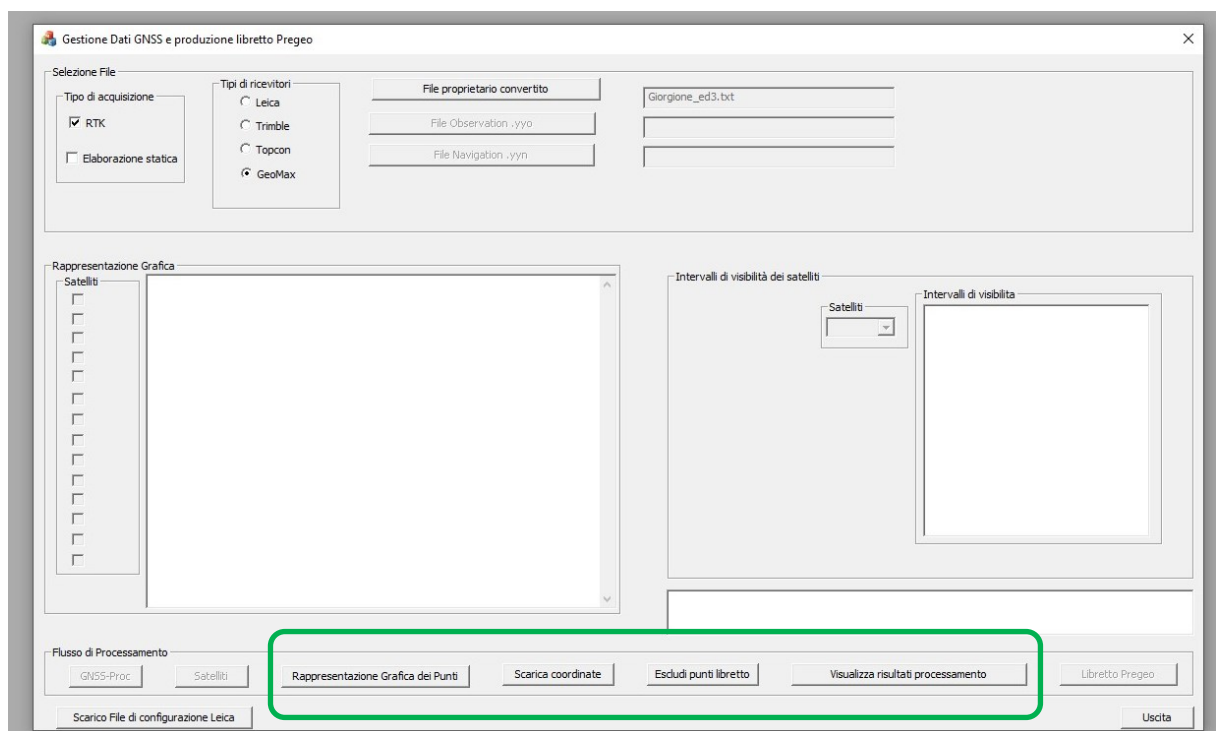 Gestione Dati GNSS e produzione libretto Pregeo
Selezione File
Tipo di acquisizione
RTK
Elaborazione statica
Tipi di ricevitori
Leica
Trimble
Topcon
GeoMax
File proprietario convertito
Giorgione_ed3.txt
File Observation .yyo
File Navigation .yyn
Rappresentazione Grafica
Satelliti
Intervalli di visibilità dei satelliti
Satelliti
Intervalli di visibilita
Flusso di Processamento
GNSS-Proc
Satelliti
Rappresentazione Grafica dei Punti
Scarica coordinate
Escludi punti libretto
Visualizza risultati processamento
Libretto Pregeo
Scarico File di configurazione Leica
Uscita